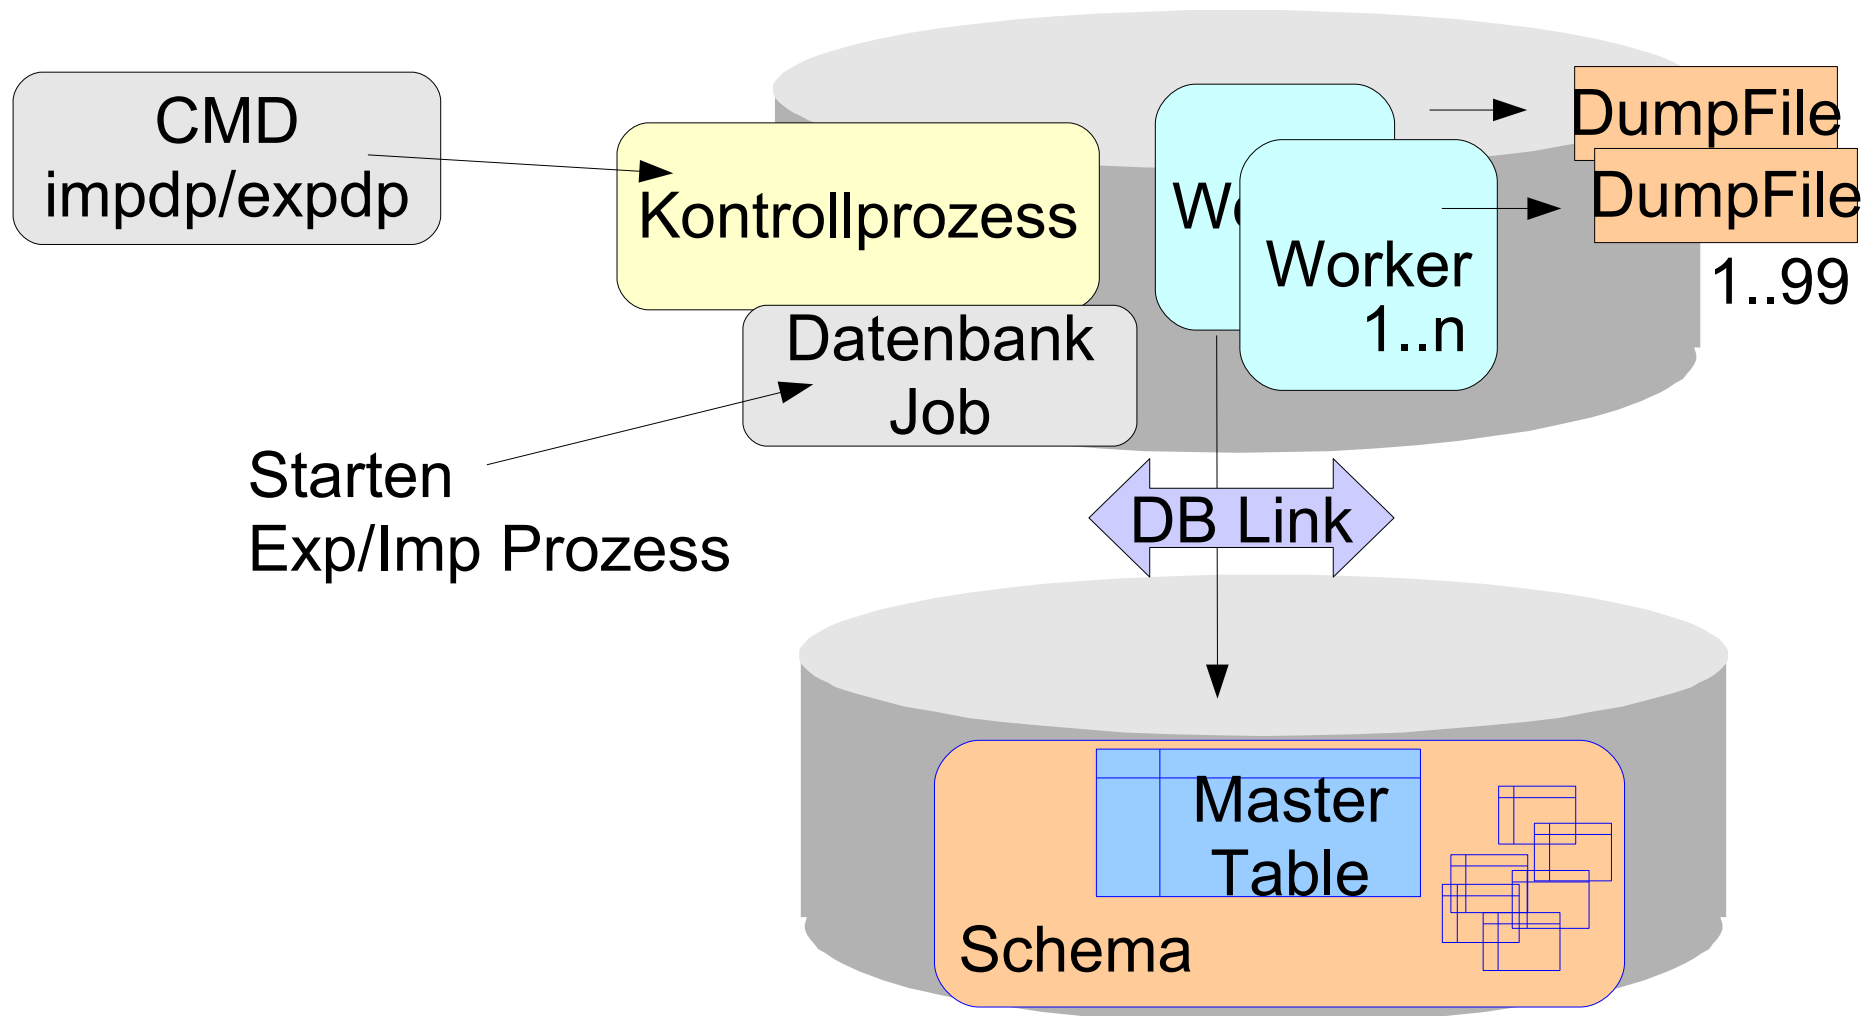 CMD
impdp/expdp
Kontrollprozess
Datenbank
Job
Starten
Exp/Imp Prozess
Wo
Worker
1..n
DumpFile
DumpFile
1..99
DB Link
Master
Table
Schema